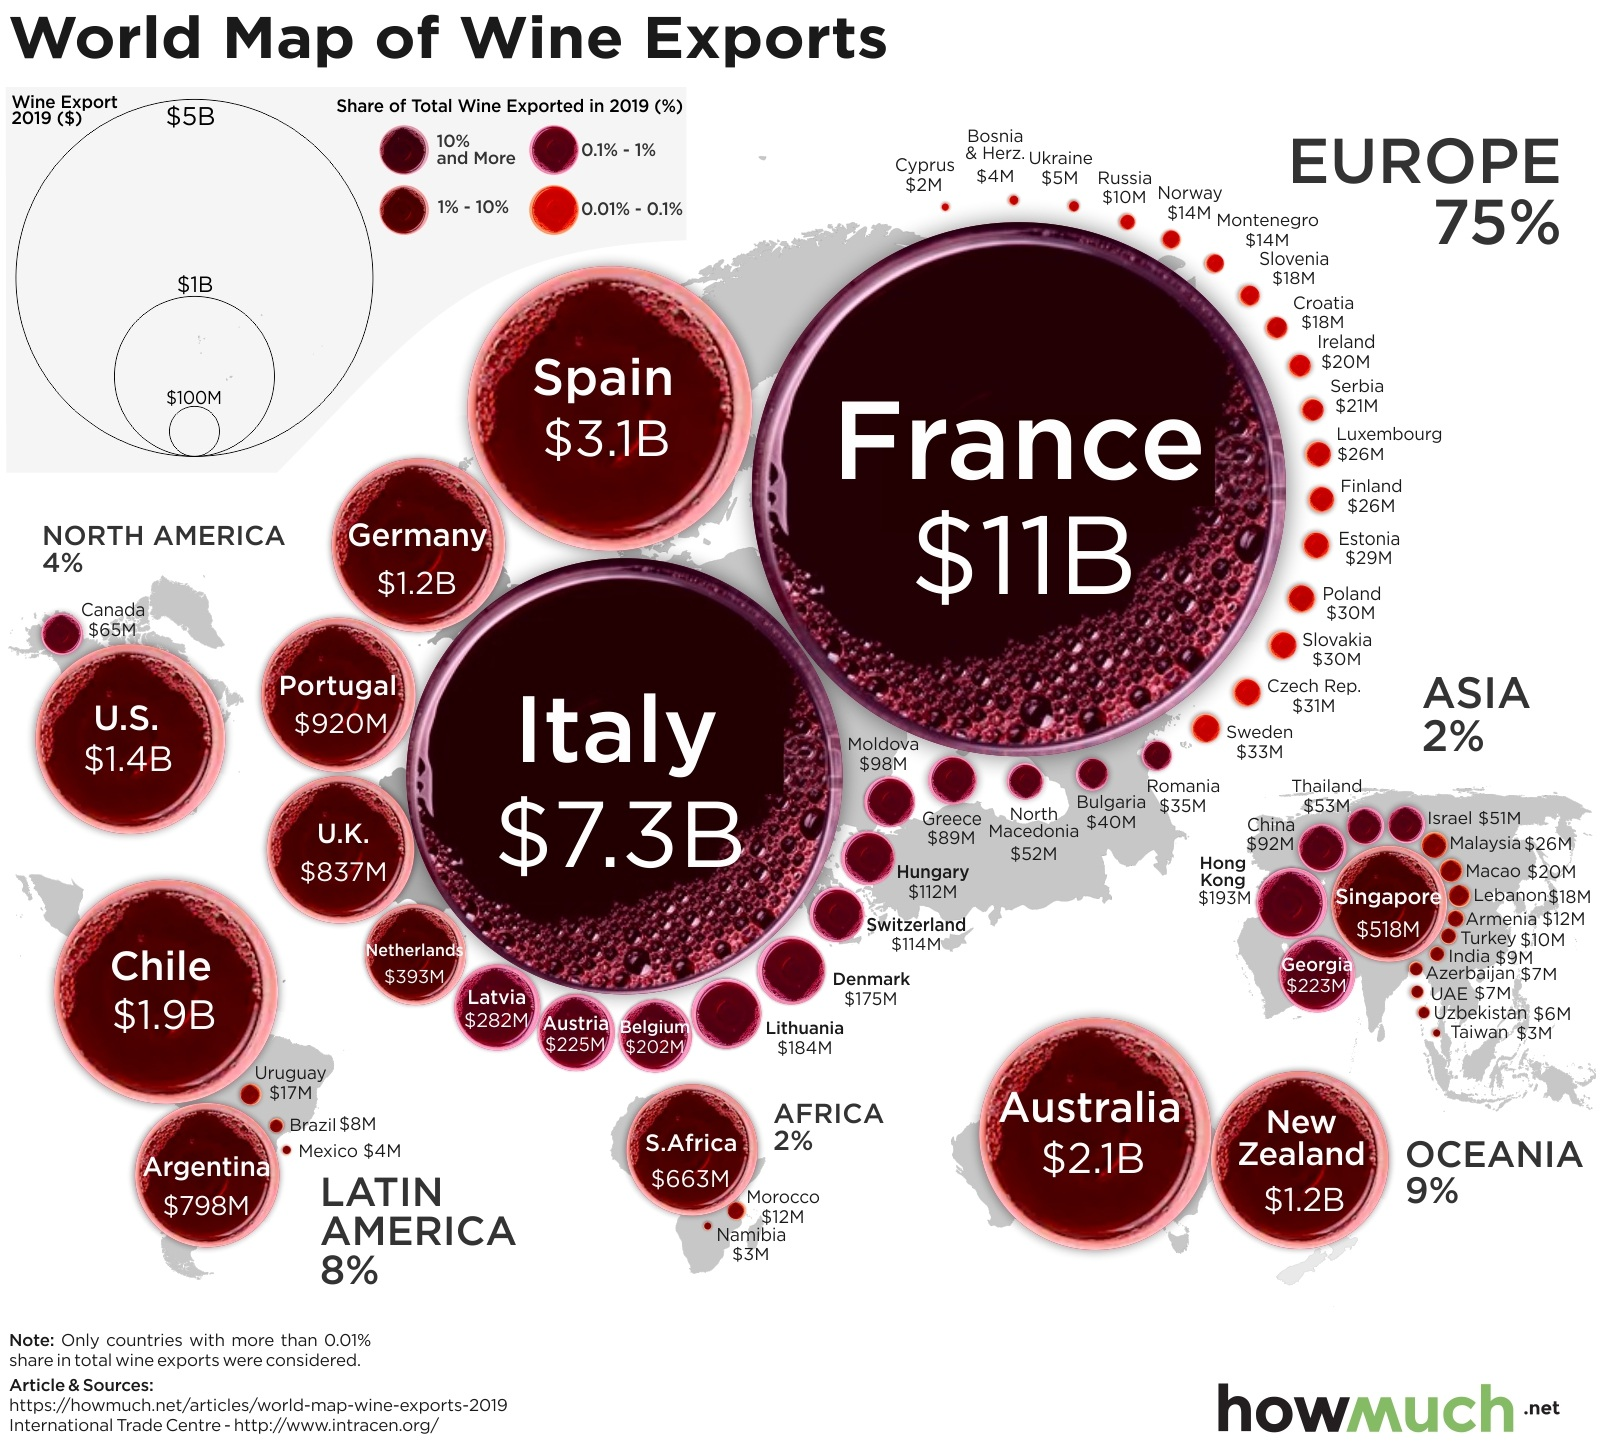 World Map of Wine Exports
Wine Export
2019 ($)
$5B
$1B
$100M
Share of Total Wine Exported in 2019 (%)
10%
and More
0.1% - 1%
1% - 10%
0.01% - 0.1%
EUROPE
75%
Cyprus
$2M
Bosnia
& Herz.
$4M
Ukraine
$5M
Russia
$10M
Norway
$14M
Montenegro
$14M
Slovenia
$18M
Croatia
$18M
Ireland
$20M
Serbia
$21M
Luxembourg
$26M
Finland
$26M
Estonia
$29M
Poland
$30M
Slovakia
$30M
Czech Rep.
$31M
Sweden
$33M
Romania
$35M
Bulgaria
$40M
North
Macedonia
$52M
Greece
$89M
Moldova
$98M
Hungary
$112M
Switzerland
$114M
Denmark
$175M
Lithuania
$184M
Belgium
$202M
Austria
$225M
Latvia
$282M
Netherlands
$393M
U.K.
$837M
Portugal
$920M
Germany
$1.2B
Spain
$3.1B
France
$11B
Italy
$7.3B
NORTH AMERICA
4%
Canada
$65M
U.S.
$1.4B
Chile
$1.9B
Uruguay
$17M
Brazil $8M
Mexico $4M
Argentina
$798M
LATIN
AMERICA
8%
AFRICA
2%
S.Africa
$663M
Morocco
$12M
Namibia
$3M
ASIA
2%
Thailand
$53M
Israel $51M
China
$92M
Malaysia $26M
Hong
Kong
$193M
Macao $20M
Singapore
$518M
Lebanon $18M
Armenia $12M
Turkey $10M
India $9M
Georgia
$223M
Azerbaijan $7M
UAE $7M
Uzbekistan $6M
Taiwan $3M
Australia
$2.1B
New
Zealand
$1.2B
OCEANIA
9%
Note: Only countries with more than 0.01%
share in total wine exports were considered.
Article & Sources:
https://howmuch.net/articles/world-map-wine-exports-2019
International Trade Centre - http://www.intracen.org/
howmuch.net